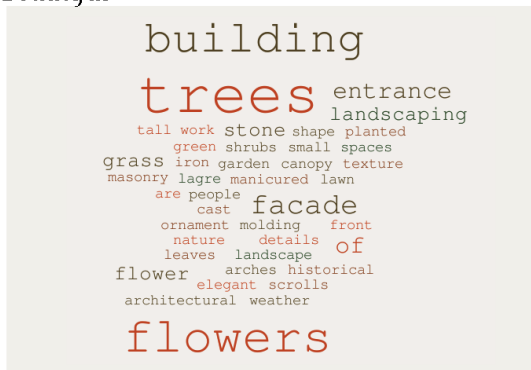 building
trees entrance
landscaping
tall work stone shape planted
green shrubs small spaces
grass iron garden canopy texture
masonry lagre manicured lawn
are people
cast facade
ornament molding front
nature details of
leaves landscape
flower arches historical
elegant scrolls
architectural weather
flowers